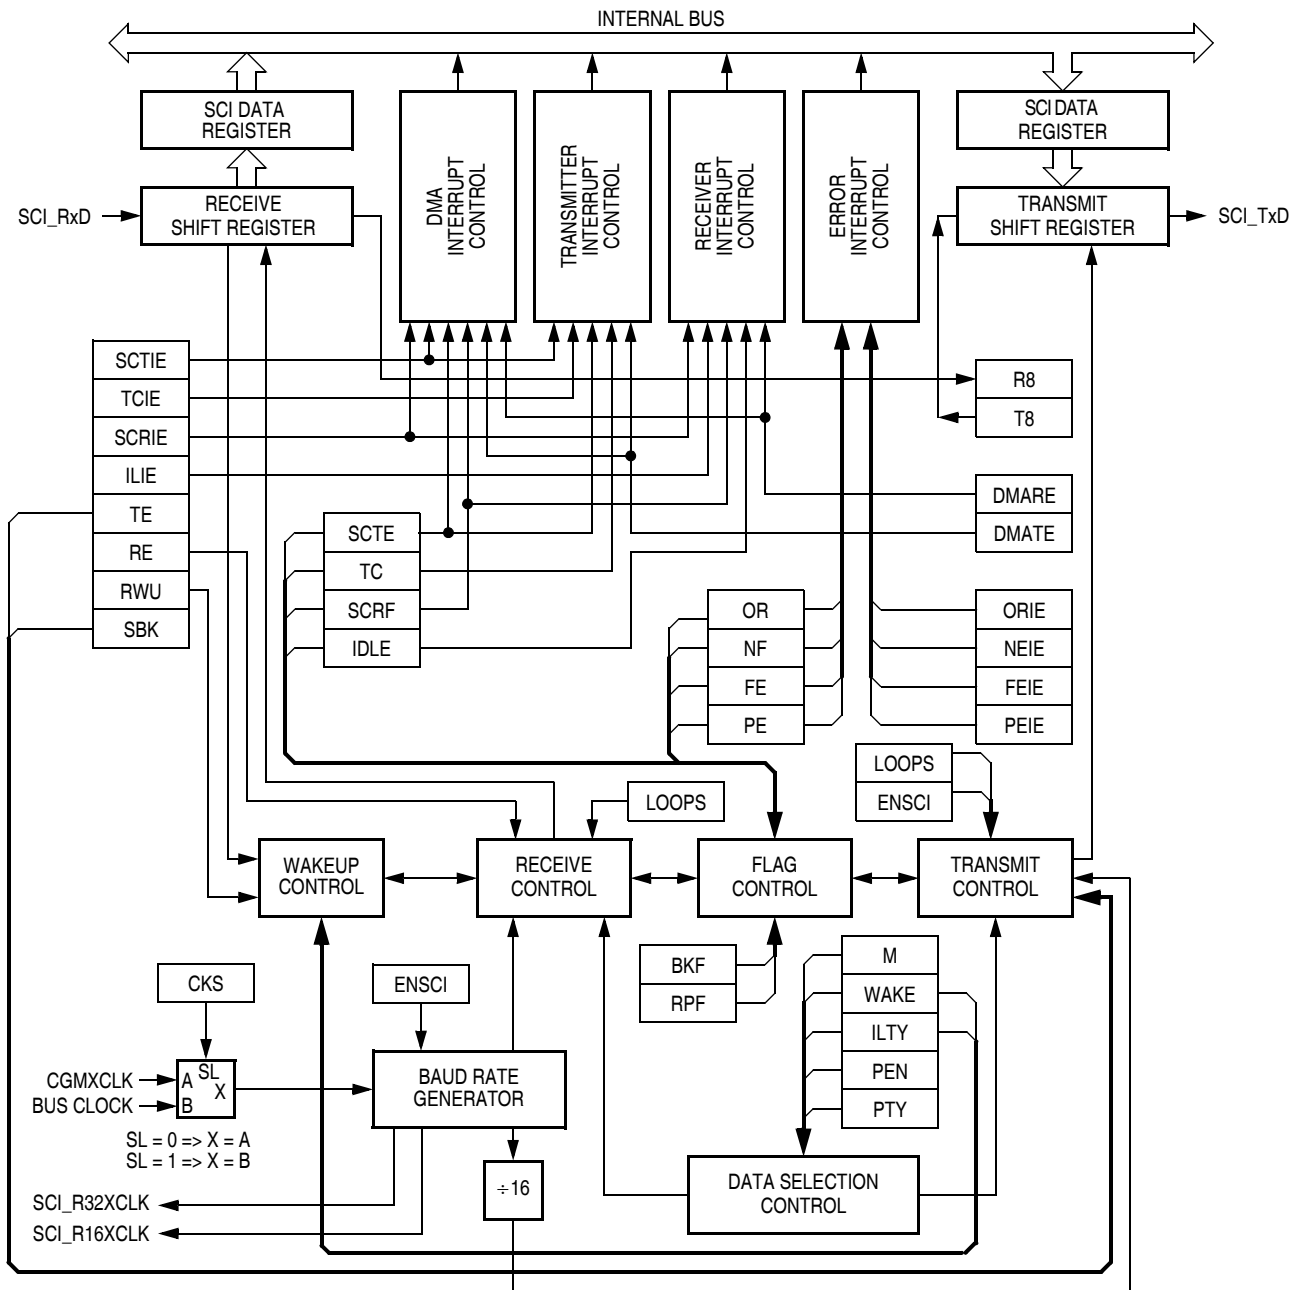 INTERNAL BUS
SCI DATA
REGISTER
SCI DATA
REGISTER
DMA
INTERRUPT
CONTROL
TRANSMITTER
INTERRUPT
CONTROL
RECEIVER
INTERRUPT
CONTROL
ERROR
INTERRUPT
CONTROL
SCI_RxD
RECEIVE
SHIFT REGISTER
TRANSMIT
SHIFT REGISTER
SCI_TxD
SCTIE
TCIE
SCRIE
ILIE
TE
RE
RWU
SBK
R8
T8
DMARE
DMATE
SCTE
TC
SCRF
IDLE
OR
NF
FE
PE
ORIE
NEIE
FEIE
PEIE
LOOPS
LOOPS
ENSCI
WAKEUP
CONTROL
RECEIVE
CONTROL
FLAG
CONTROL
TRANSMIT
CONTROL
BKF
RPF
M
WAKE
ILTY
PEN
PTY
CKS
ENSCI
CGMXCLK
BUS CLOCK
SL
A
X
B
SL = 0 => X = A
SL = 1 => X = B
BAUD RATE
GENERATOR
÷16
DATA SELECTION
CONTROL
SCI_R32XCLK
SCI_R16XCLK